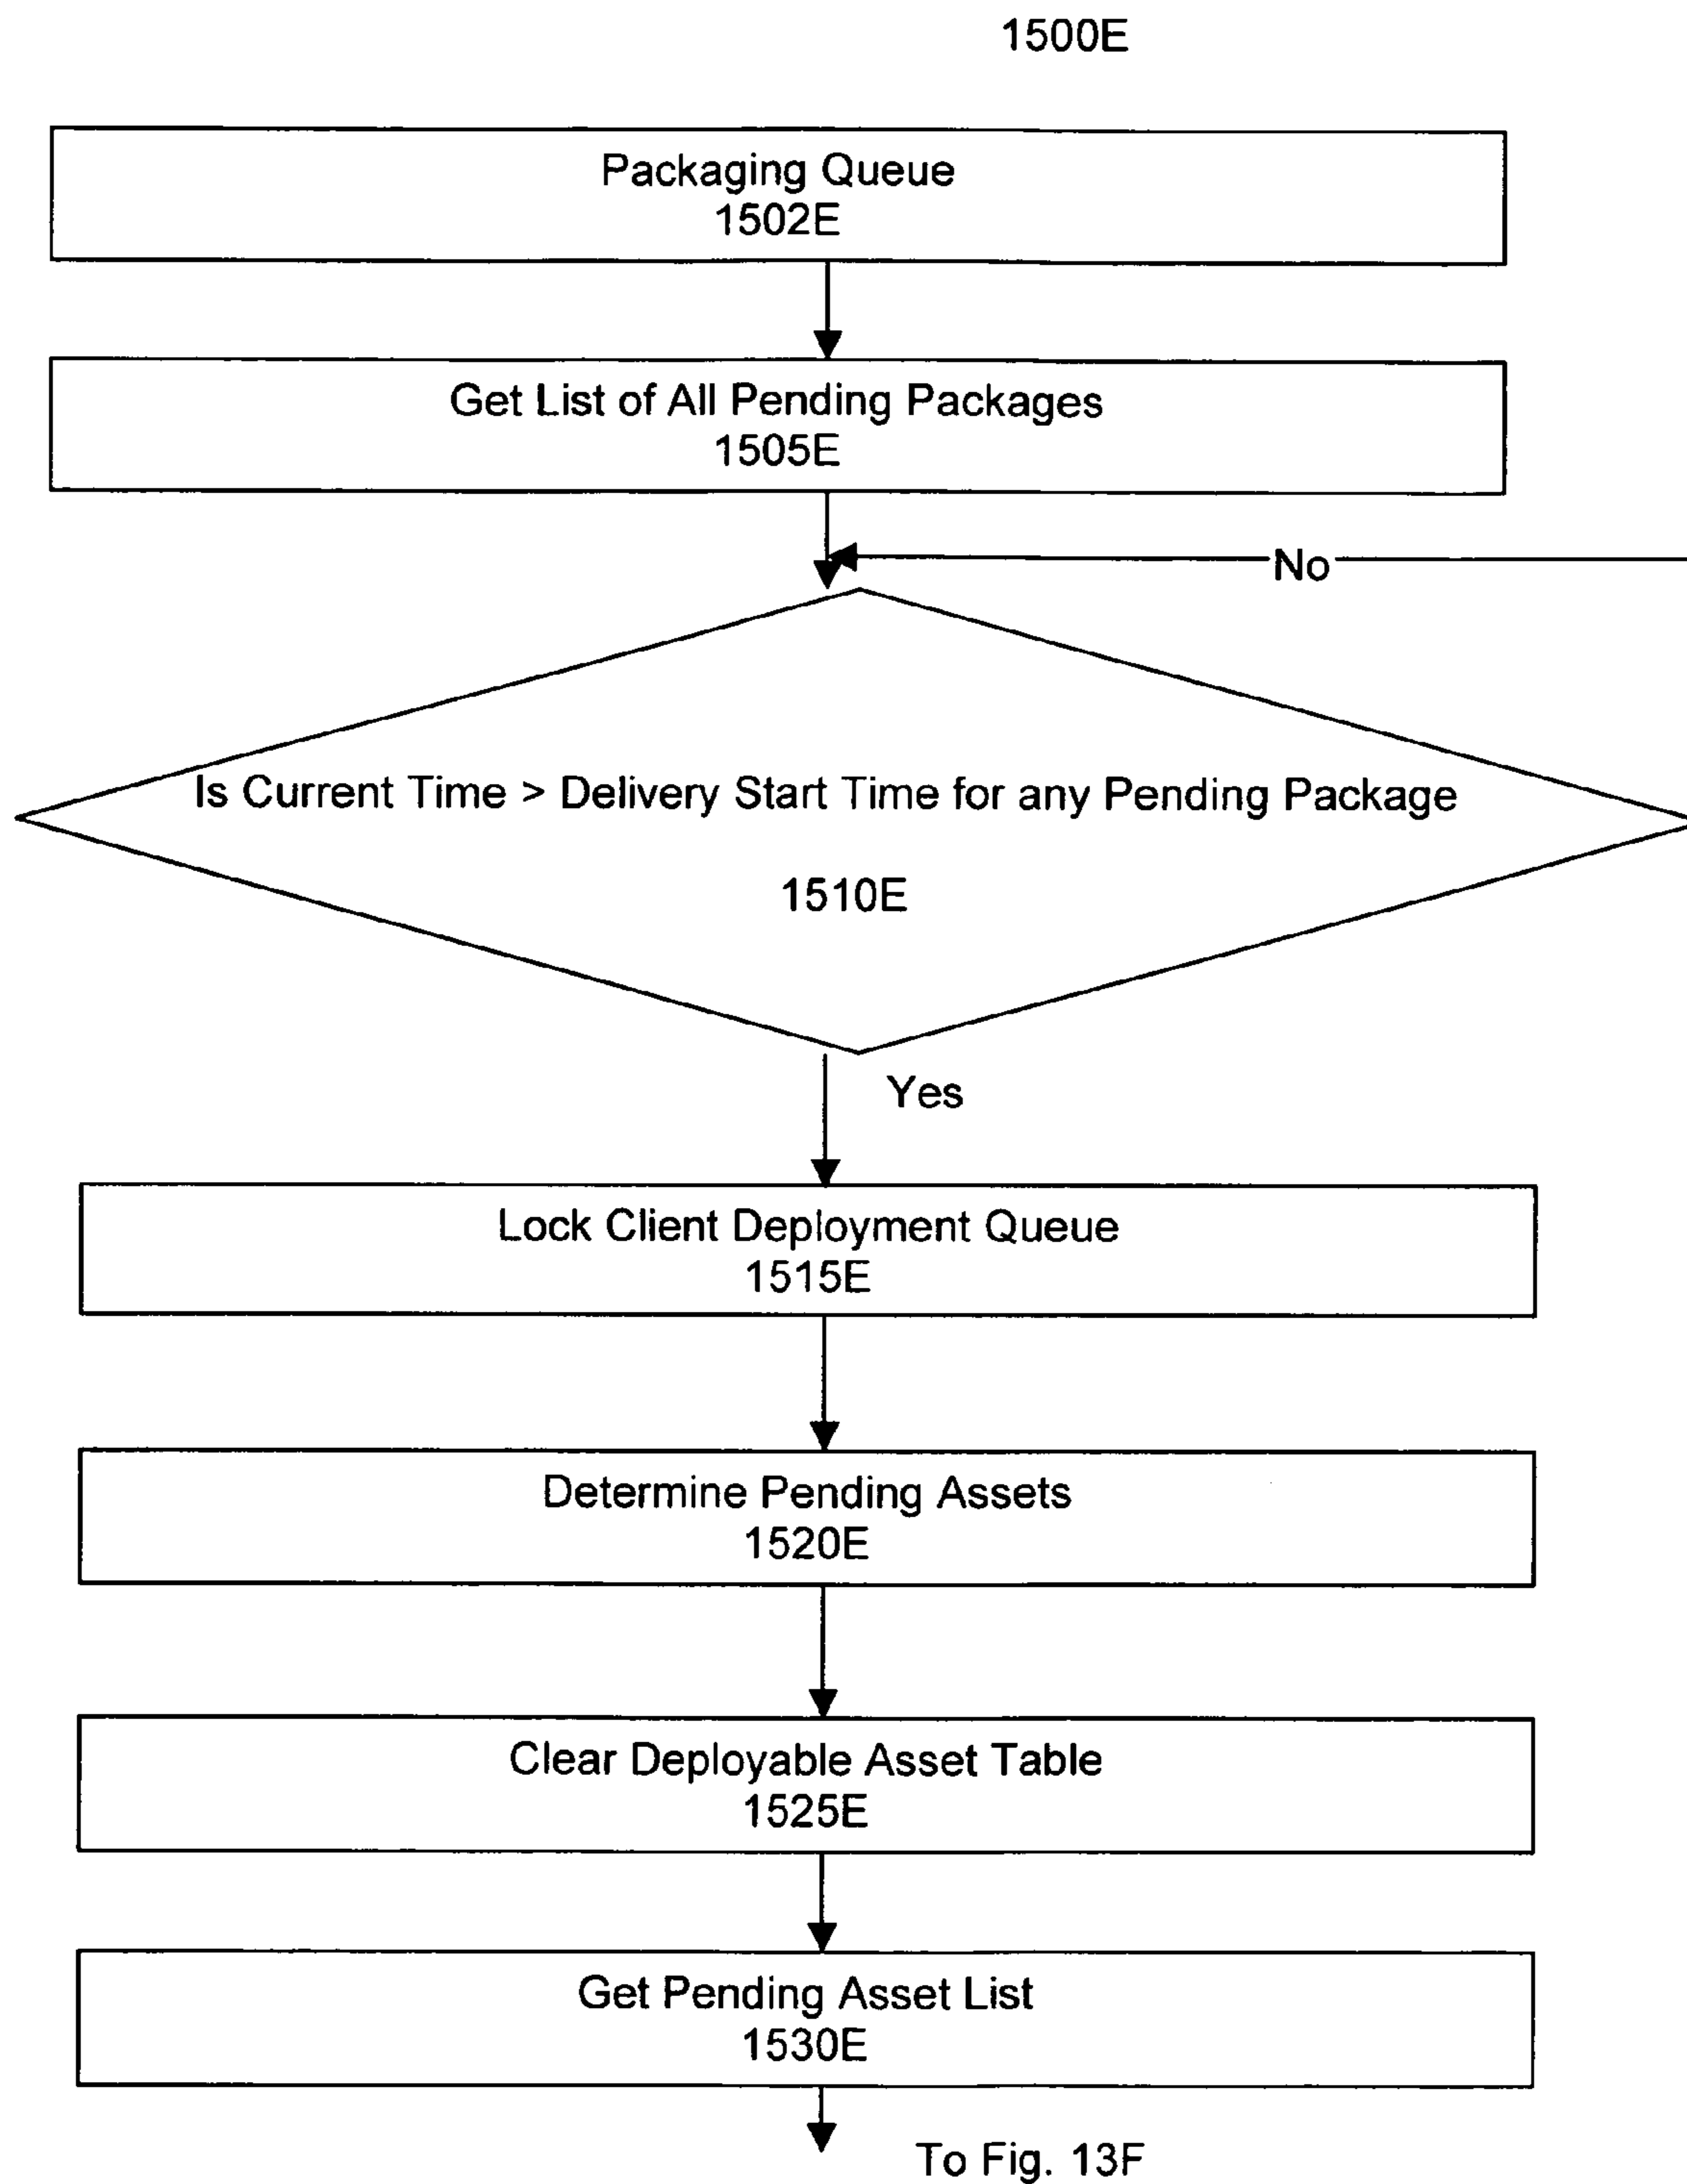 1500E
Packaging Queue
1502E
Get List of All Pending Packages
1505E
No
Is Current Time > Delivery Start Time for any Pending Package
1510E
Yes
Lock Client Deployment Queue
1515E
Determine Pending Assets
1520E
Clear Deployable Asset Table
1525E
Get Pending Asset List
1530E
To Fig. 13F